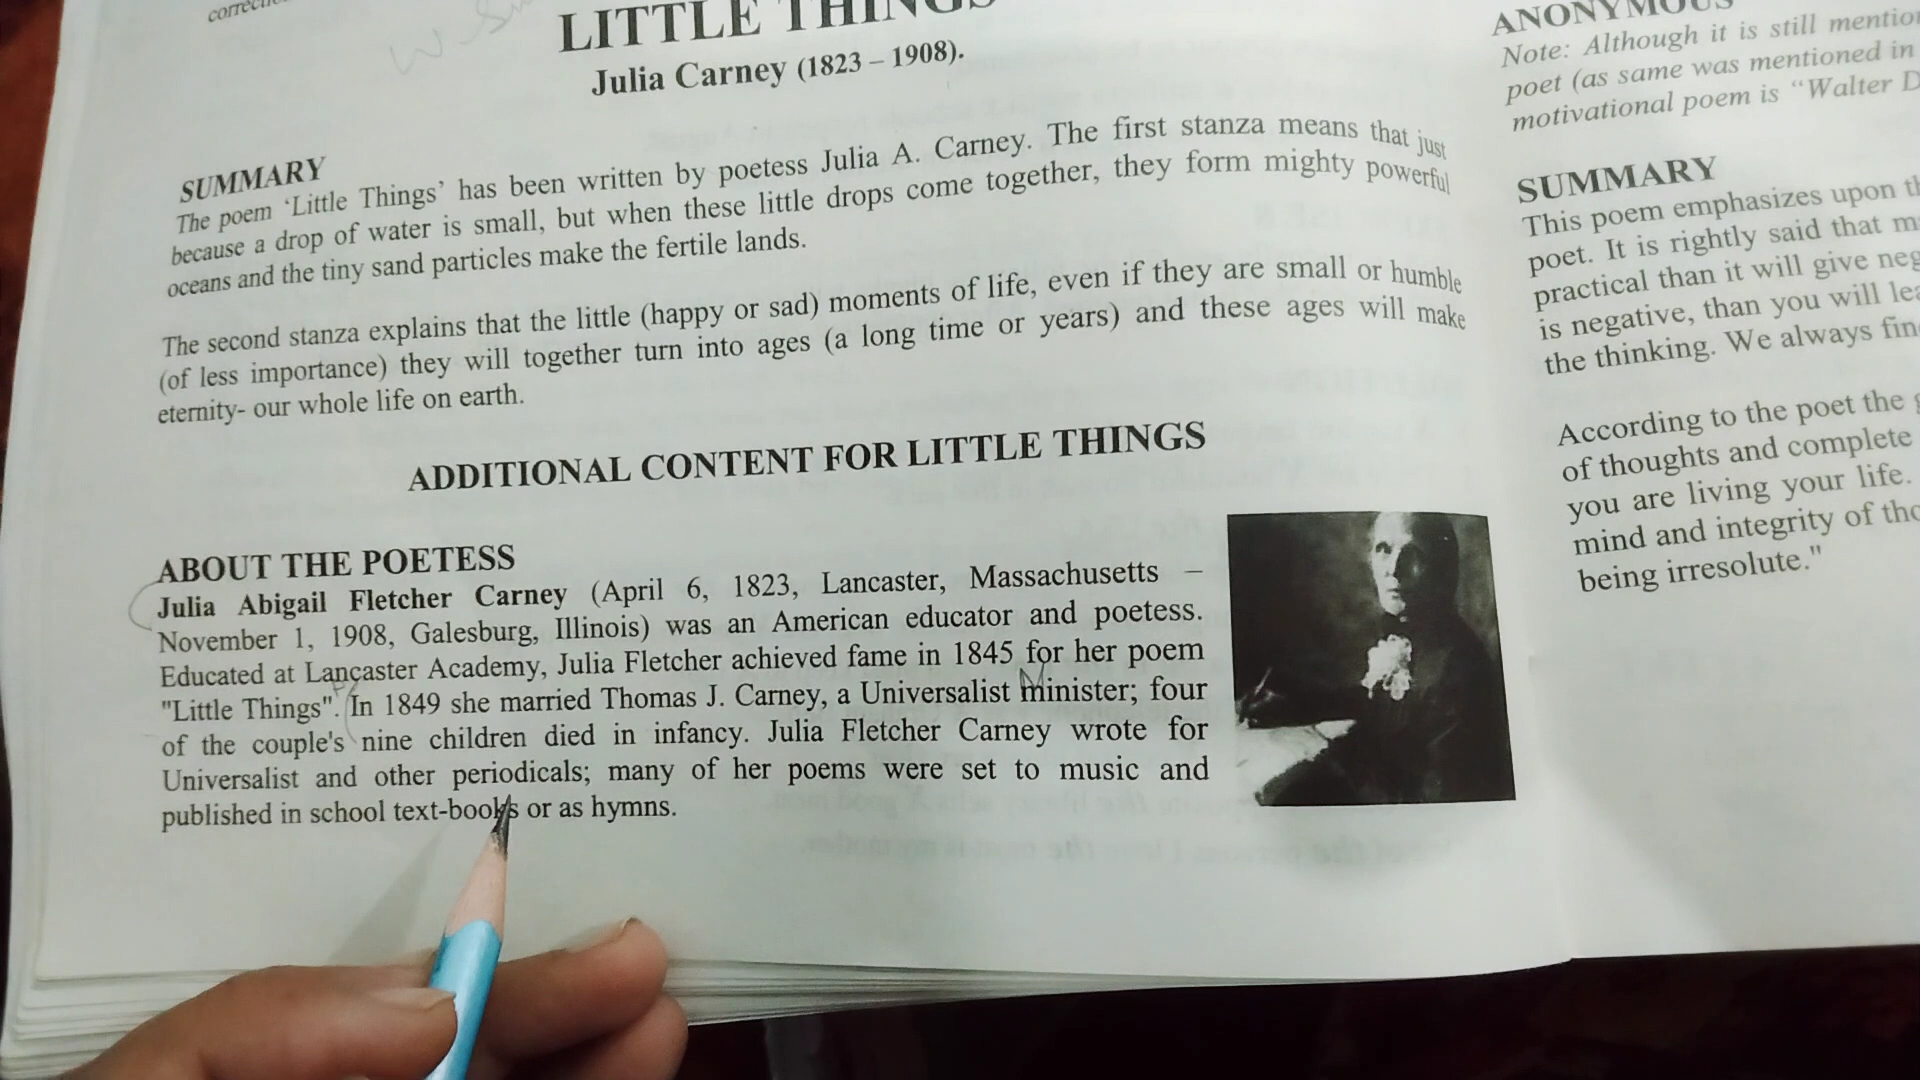 LITTLE THINGS
Julia Carney (1823 – 1908).
SUMMARY
The poem ‘Little Things’ has been written by poetess Julia A. Carney. The first stanza means that just
because a drop of water is small, but when these little drops come together, they form mighty powerful
oceans and the tiny sand particles make the fertile lands.
The second stanza explains that the little (happy or sad) moments of life, even if they are small or humble
(of less importance) they will together turn into ages (a long time or years) and these ages will make
eternity- our whole life on earth.
ADDITIONAL CONTENT FOR LITTLE THINGS
ABOUT THE POETESS
Julia Abigail Fletcher Carney (April 6, 1823, Lancaster, Massachusetts –
November 1, 1908, Galesburg, Illinois) was an American educator and poetess.
Educated at Lancaster Academy, Julia Fletcher achieved fame in 1845 for her poem
"Little Things". In 1849 she married Thomas J. Carney, a Universalist Minister; four
of the couple's nine children died in infancy. Julia Fletcher Carney wrote for
Universalist and other periodicals; many of her poems were set to music and
published in school text-books or as hymns.
ANONYMOUS
Note: Although it is still
poet (as same was mentioned in
motivational poem is “Walter
SUMMARY
This poem emphasizes upon
poet. It is rightly said that
practical than it will give
is negative, than you will
the thinking. We always
According to the poet the
of thoughts and complete
you are living your life.
mind and integrity of
being irresolute."